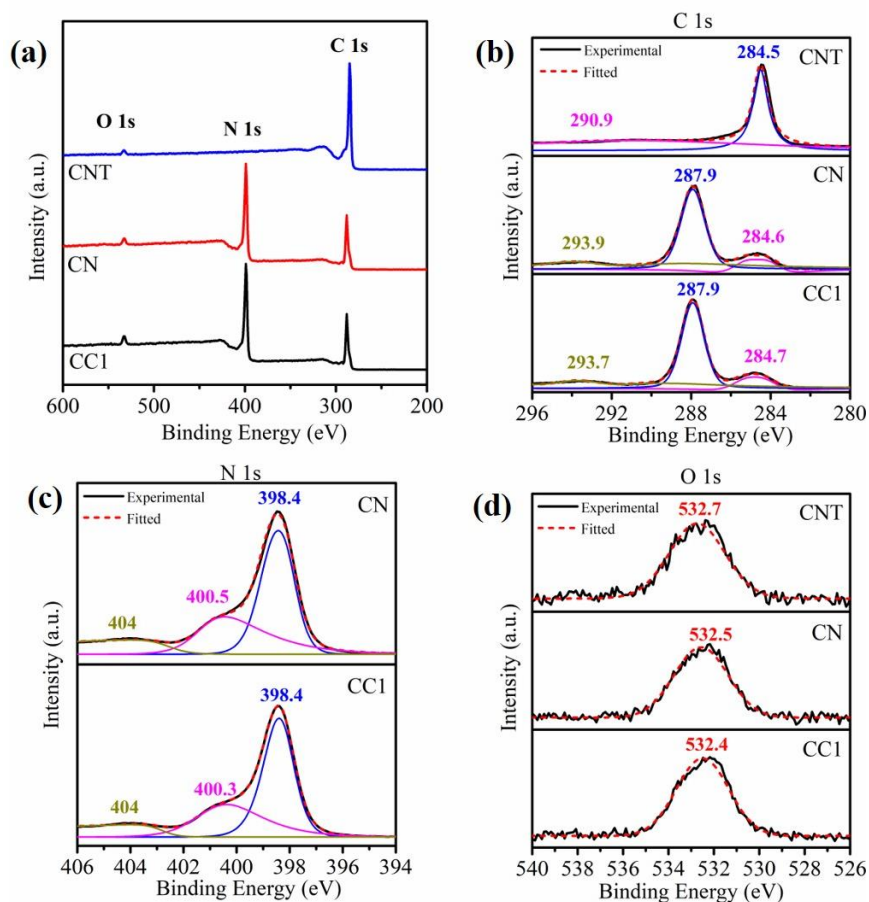 (a)
C 1s
O 1s
N 1s
CNT
CN
CC1
Intensity (a.u.)
600 500 400 300 200
Binding Energy (eV)
(b)
C 1s
Experimental
Fitted
284.5
CNT
290.9
287.9
CN
293.9
284.6
287.9
CC1
293.7
284.7
Intensity (a.u.)
296 292 288 284 280
Binding Energy (eV)
(c)
N 1s
Experimental
Fitted
398.4
CN
400.5
404
398.4
CC1
400.3
404
Intensity (a.u.)
406 404 402 400 398 396 394
Binding Energy (eV)
(d)
O 1s
Experimental
Fitted
532.7
CNT
532.5
CN
532.4
CC1
Intensity (a.u.)
540 538 536 534 532 530 528 526
Binding Energy (eV)